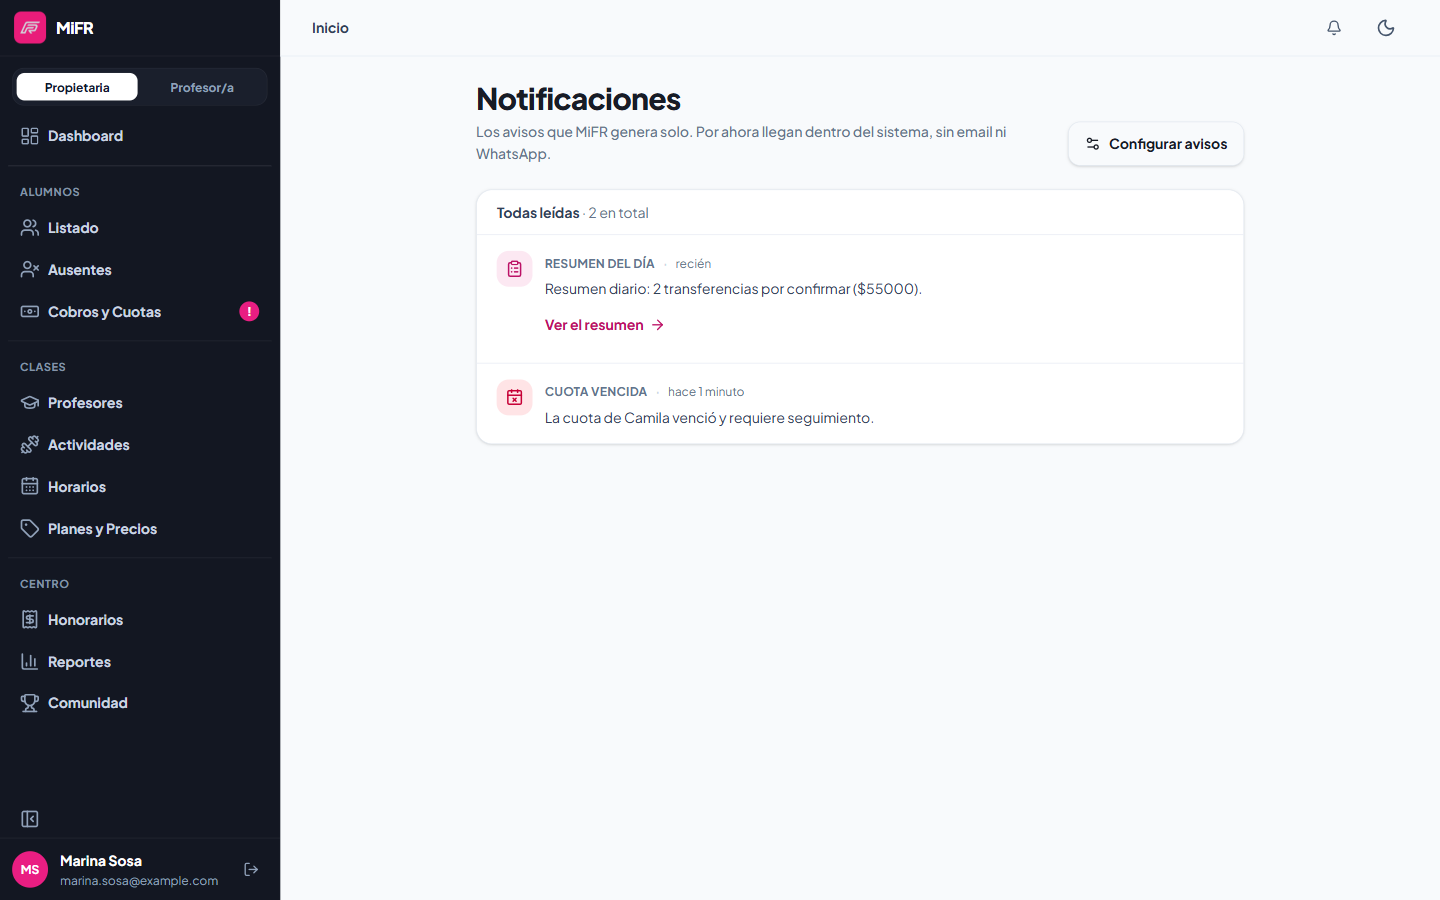 MiFR
Propietaria
Profesor/a
Dashboard
ALUMNOS
Listado
Ausentes
Cobros y Cuotas
!
CLASES
Profesores
Actividades
Horarios
Planes y Precios
CENTRO
Honorarios
Reportes
Comunidad
MS
Marina Sosa
marina.sosa@example.com
Inicio
Notificaciones
Los avisos que MiFR genera solo. Por ahora llegan dentro del sistema, sin email ni
WhatsApp.
Configurar avisos
Todas leídas · 2 en total
RESUMEN DEL DÍA · recién
Resumen diario: 2 transferencias por confirmar ($55000).
Ver el resumen →
CUOTA VENCIDA · hace 1 minuto
La cuota de Camila venció y requiere seguimiento.